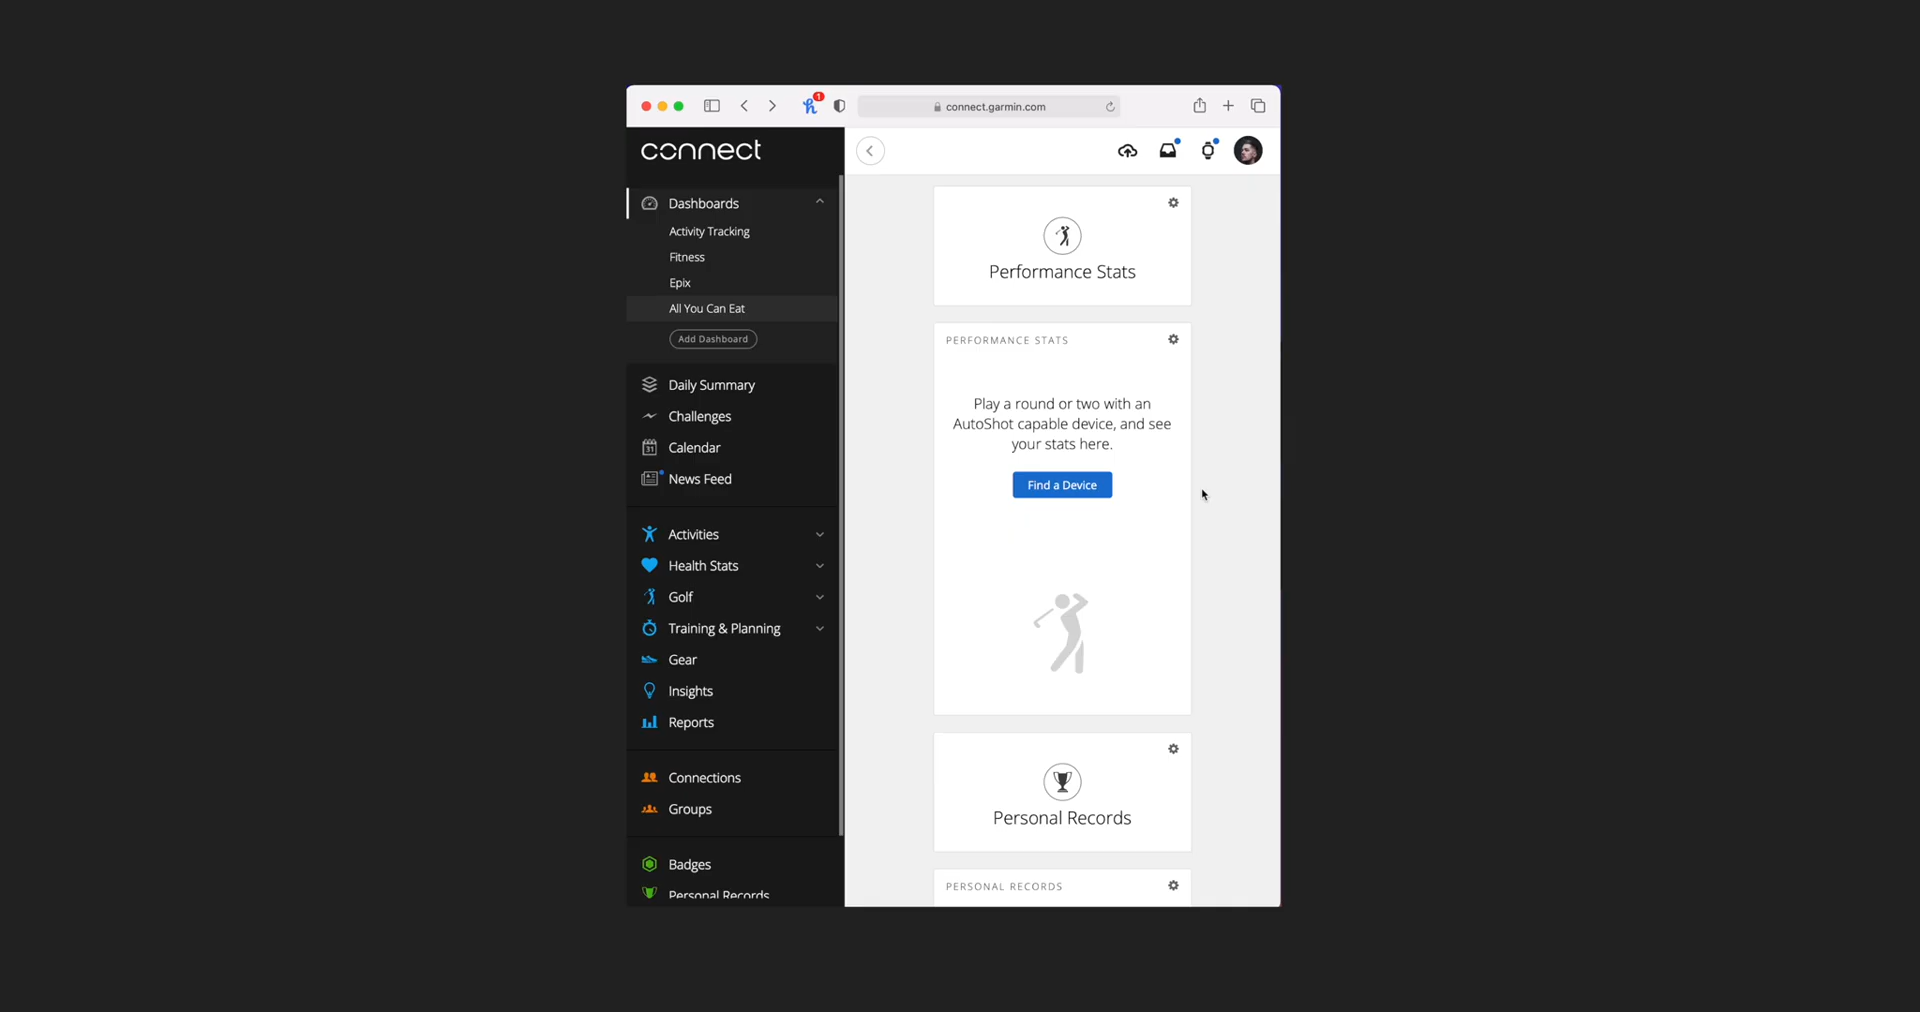 1
connect.garmin.com
connect
Dashboards
Activity Tracking
Fitness
Epix
All You Can Eat
Add Dashboard
Daily Summary
Challenges
31
Calendar
News Feed
Activities
Health Stats
Golf
Training & Planning
Gear
Insights
Reports
Connections
Groups
Badges
Personal Records
Performance Stats
PERFORMANCE STATS
Play a round or two with an
AutoShot capable device, and see
your stats here.
Find a Device
Personal Records
PERSONAL RECORDS